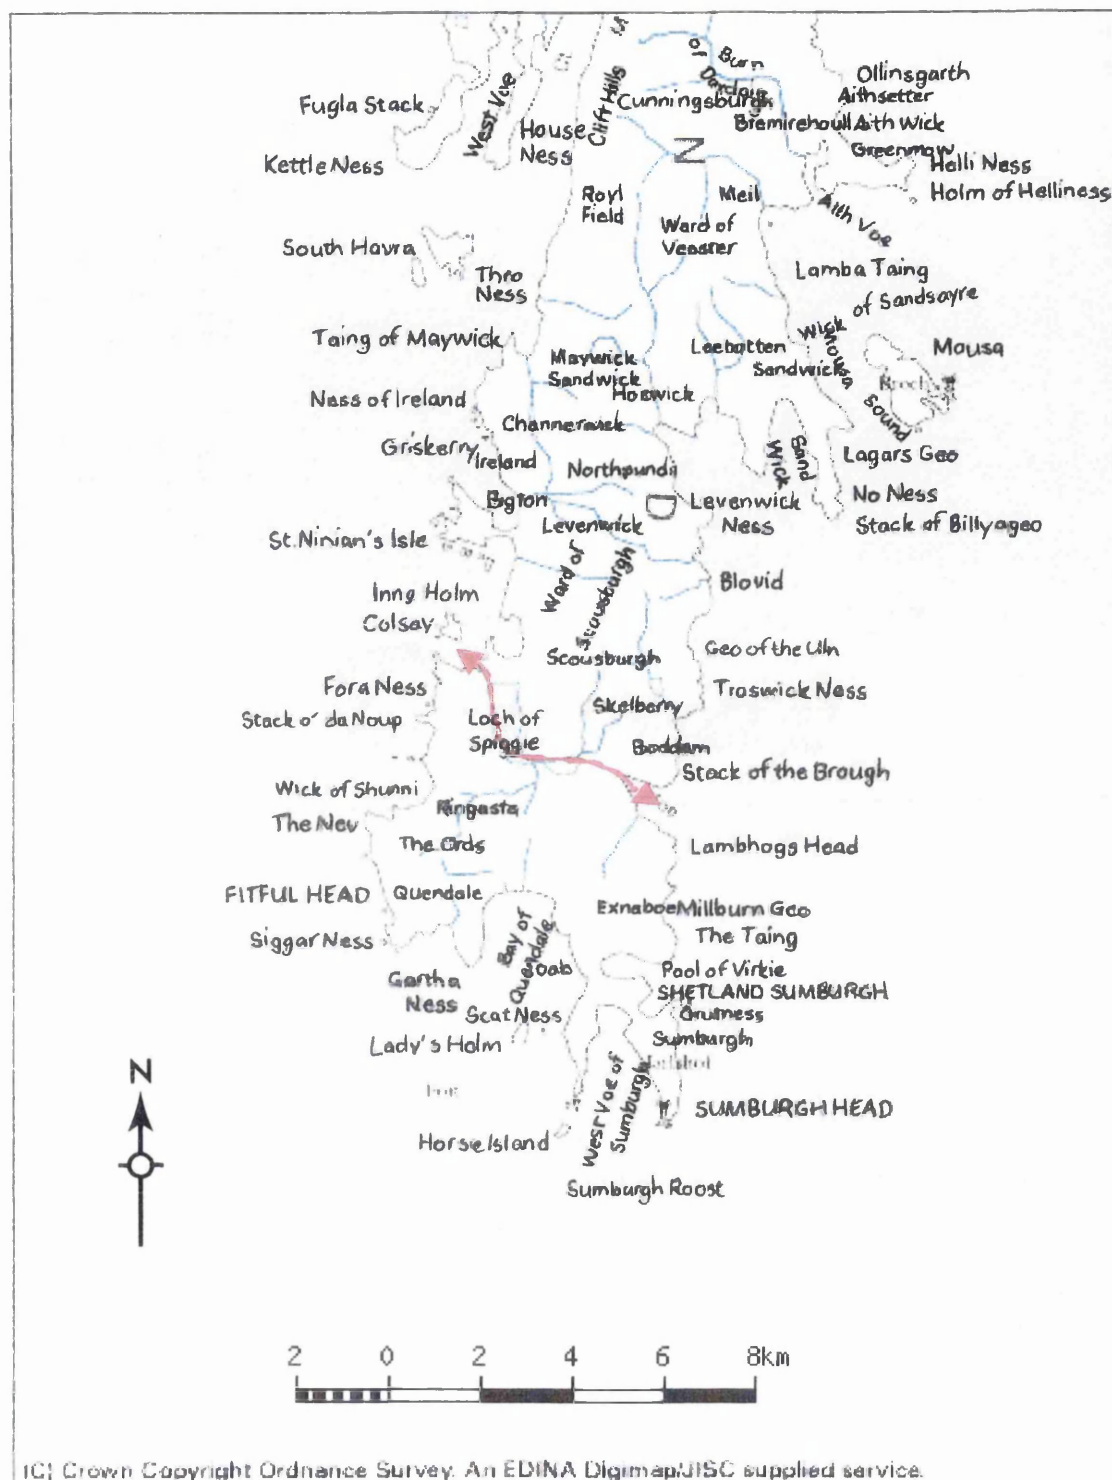 Burn
of
Ollinsgarth
Aithsetter
Fugla Stack
West Voe
Clift Hills
Cunningsburgh
House
Ness
Bremirehoull
Aith Wick
Greenmow
N
Kettle Ness
Helli Ness
Holm of Helliness
Royl
Field
Meil
Aith Voe
Ward of
Veester
South Havra
Thro
Ness
Lamba Taing
Wick of Sandsayre
Taing of Maywick
Mousa
Maywick
Sandwick
Leebotten
Sandwick
Mousa Sound
Hoswick
Ness of Ireland
Channerwick
Griskerry
Ireland
Sand
Wick
Lagars Geo
Northpundi
Bigton
D
Levenwick
Ness
No Ness
Stack of Billyageo
Levenwick
St. Ninian's Isle
Ward of
Scousburgh
Blovid
Inns Holm
Colsay
Scousburgh
Geo of the Uln
Fora Ness
Troswick Ness
Skelberry
Stack o' da Noup
Loch of
Spiggie
Boddam
Stack of the Brough
Wick of Shunni
Ringasta
The Nev
The Ords
Lambhoga Head
FITFUL HEAD
Quendale
Bay of
Quendale
Exnaboe
Millburn Geo
Siggar Ness
The Taing
Toab
Pool of Virkie
Gartha
Ness
SHETLAND SUMBURGH
Scat Ness
Grutness
Lady's Holm
Sumburgh
N
West Voe of
Sumburgh
SUMBURGH HEAD
Horse Island
Sumburgh Roost
2 0 2 4 6 8km
(C) Crown Copyright Ordnance Survey. An EDINA Digimap/JISC supplied service.